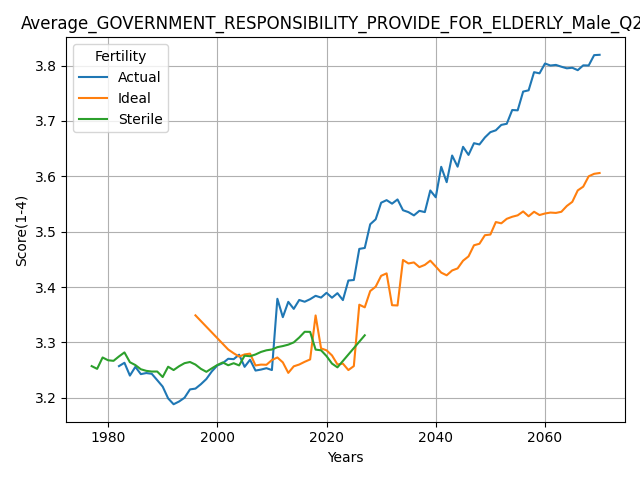 Average_GOVERNMENT_RESPONSIBILITY_PROVIDE_FOR_ELDERLY_Male_Q2
Fertility
Actual
Ideal
Sterile
Score(1-4)
3.8
3.7
3.6
3.5
3.4
3.3
3.2
1980
2000
2020
2040
2060
Years